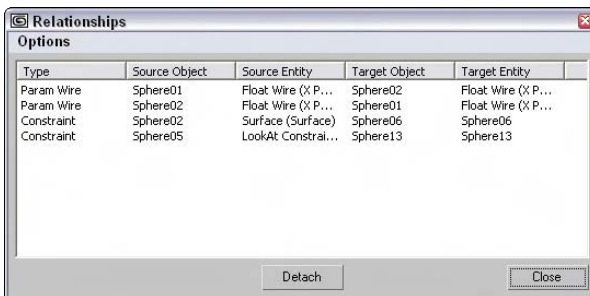 Relationships
Options
Type Source Object Source Entity Target Object Target Entity
Param Wire Sphere01 Float Wire (X P... Sphere02 Float Wire (X P...
Param Wire Sphere02 Float Wire (X P... Sphere01 Float Wire (X P...
Constraint Sphere02 Surface (Surface) Sphere06 Sphere06
Constraint Sphere05 LookAt Constrai... Sphere13 Sphere13
Detach Close